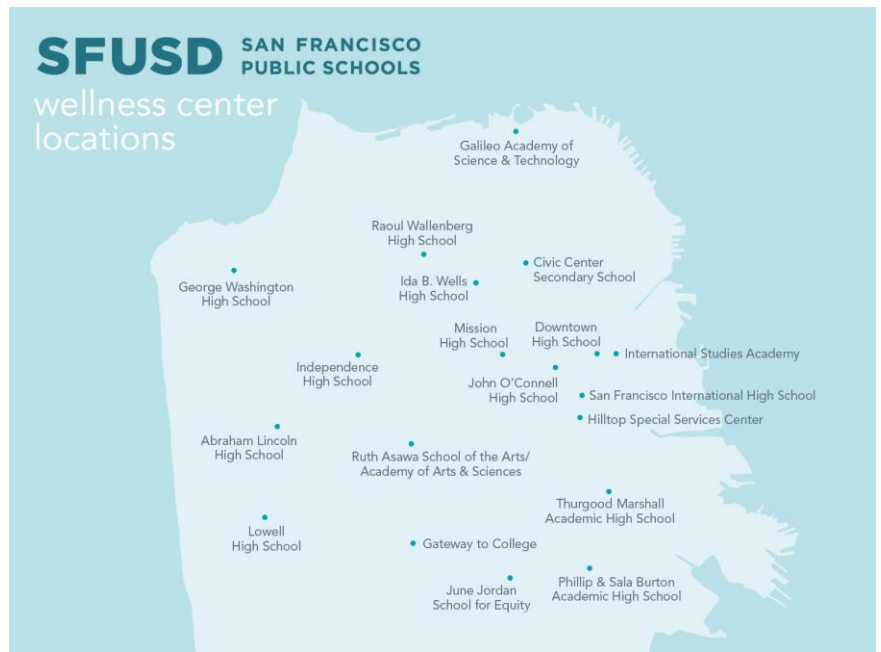 SFUSD
SAN FRANCISCO
PUBLIC SCHOOLS
wellness center
locations
Galileo Academy of
Science & Technology
Raoul Wallenberg
High School
Civic Center
Secondary School
George Washington
High School
Ida B. Wells
High School
Mission
High School
Downtown
High School
International Studies Academy
Independence
High School
John O’Connell
High School
San Francisco International High School
Hilltop Special Services Center
Abraham Lincoln
High School
Ruth Asawa School of the Arts/
Academy of Arts & Sciences
Thurgood Marshall
Academic High School
Lowell
High School
Gateway to College
June Jordan
School for Equity
Phillip & Sala Burton
Academic High School